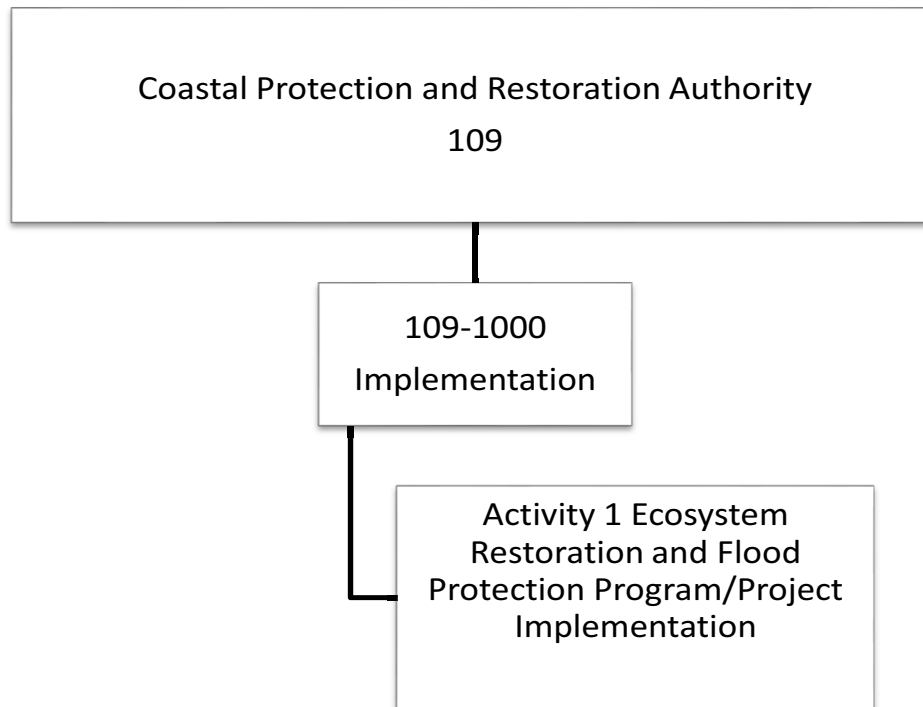 Coastal Protection and Restoration Authority
109
109-1000
Implementation
Activity 1 Ecosystem
Restoration and Flood
Protection Program/Project
Implementation